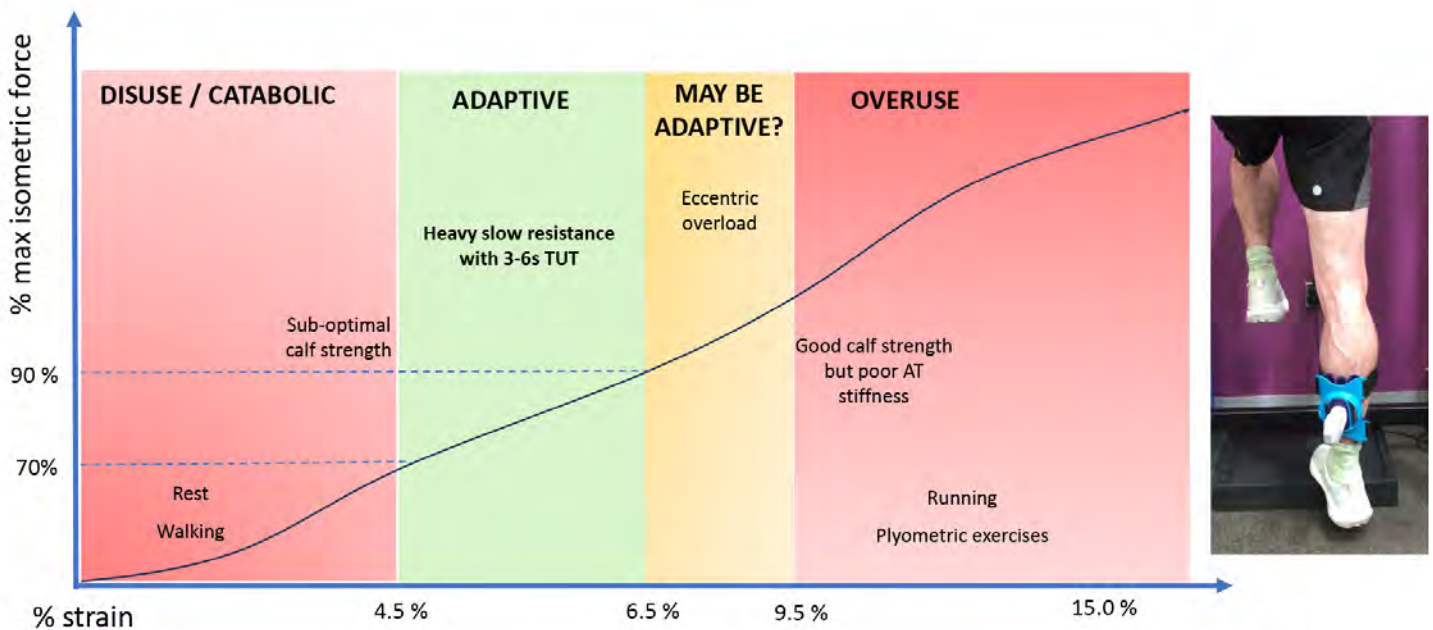 % max isometric force
DISUSE / CATABOLIC
ADAPTIVE
MAY BE
ADAPTIVE?
OVERUSE
Eccentric
overload
Heavy slow resistance
with 3-6s TUT
Sub-optimal
calf strength
Good calf strength
but poor AT
stiffness
90 %
70%
Rest
Walking
Running
Plyometric exercises
% strain
4.5 %
6.5 %
9.5 %
15.0 %